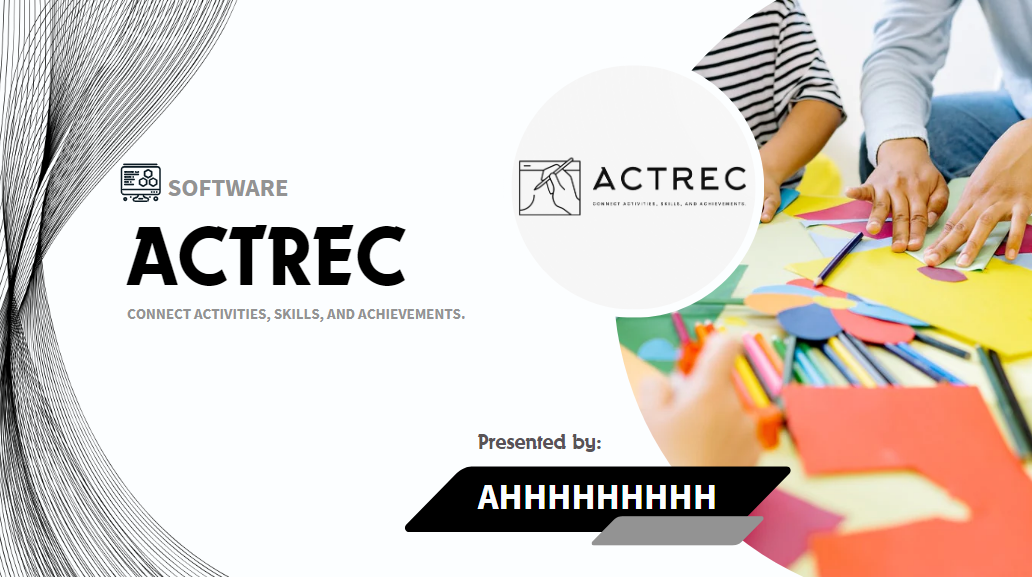 SOFTWARE
ACTREC
CONNECT ACTIVITIES, SKILLS, AND ACHIEVEMENTS.
ACTREC
CONNECT ACTIVITIES, SKILLS, AND ACHIEVEMENTS.
Presented by:
AHHHHHHHHH